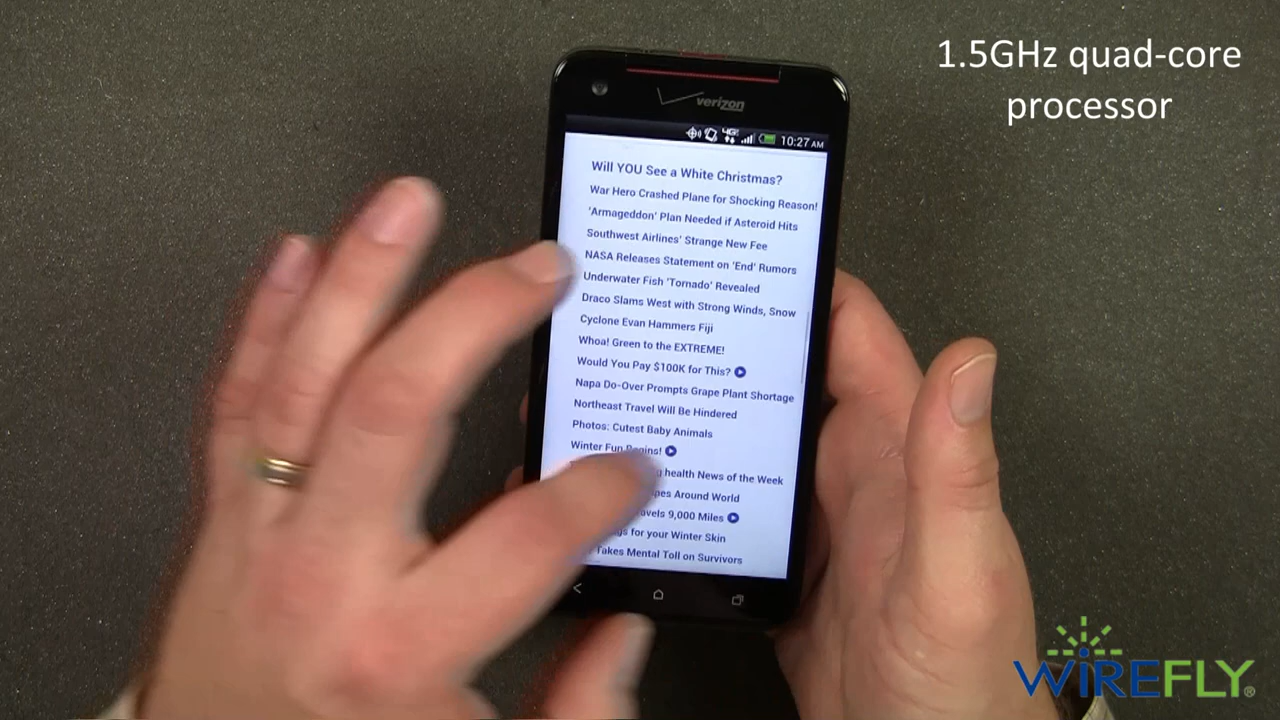 1.5GHz quad-core
processor
verizon
4G
10:27 AM
Will YOU See a White Christmas?
War Hero Crashed Plane for Shocking Reason!
'Armageddon' Plan Needed if Asteroid Hits
Southwest Airlines' Strange New Fee
NASA Releases Statement on 'End' Rumors
Underwater Fish 'Tornado' Revealed
Draco Slams West with Strong Winds, Snow
Cyclone Evan Hammers Fiji
Whoa! Green to the EXTREME!
Would You Pay $100K for This?
Napa Do-Over Prompts Grape Plant Shortage
Northeast Travel Will Be Hindered
Photos: Cutest Baby Animals
Winter Fun Begins!
health News of the Week
Around World
9,000 Miles
for your Winter Skin
Takes Mental Toll on Survivors
WIREFLY®